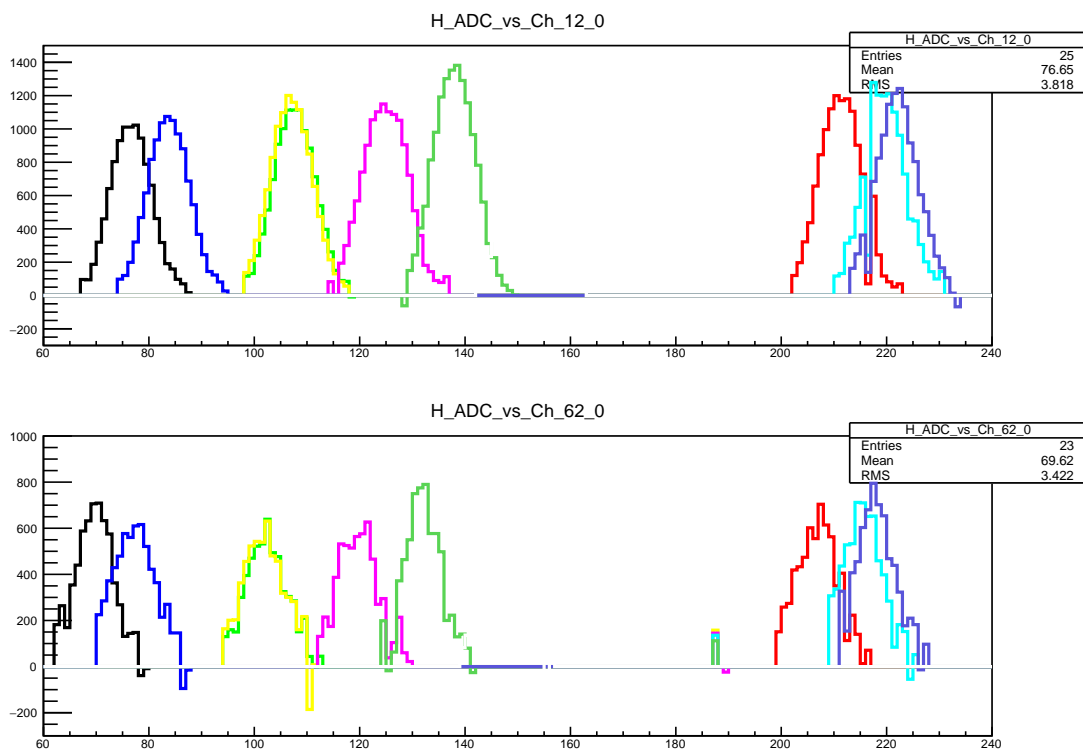 H_ADC_vs_Ch_12_0
H_ADC_vs_Ch_12_0
Entries 25
Mean 76.65
RMS 3.818
1400
1200
1000
800
600
400
200
0
−200
60 80 100 120 140 160 180 200 220 240
H_ADC_vs_Ch_62_0
H_ADC_vs_Ch_62_0
Entries 23
Mean 69.62
RMS 3.422
1000
800
600
400
200
0
−200
60 80 100 120 140 160 180 200 220 240